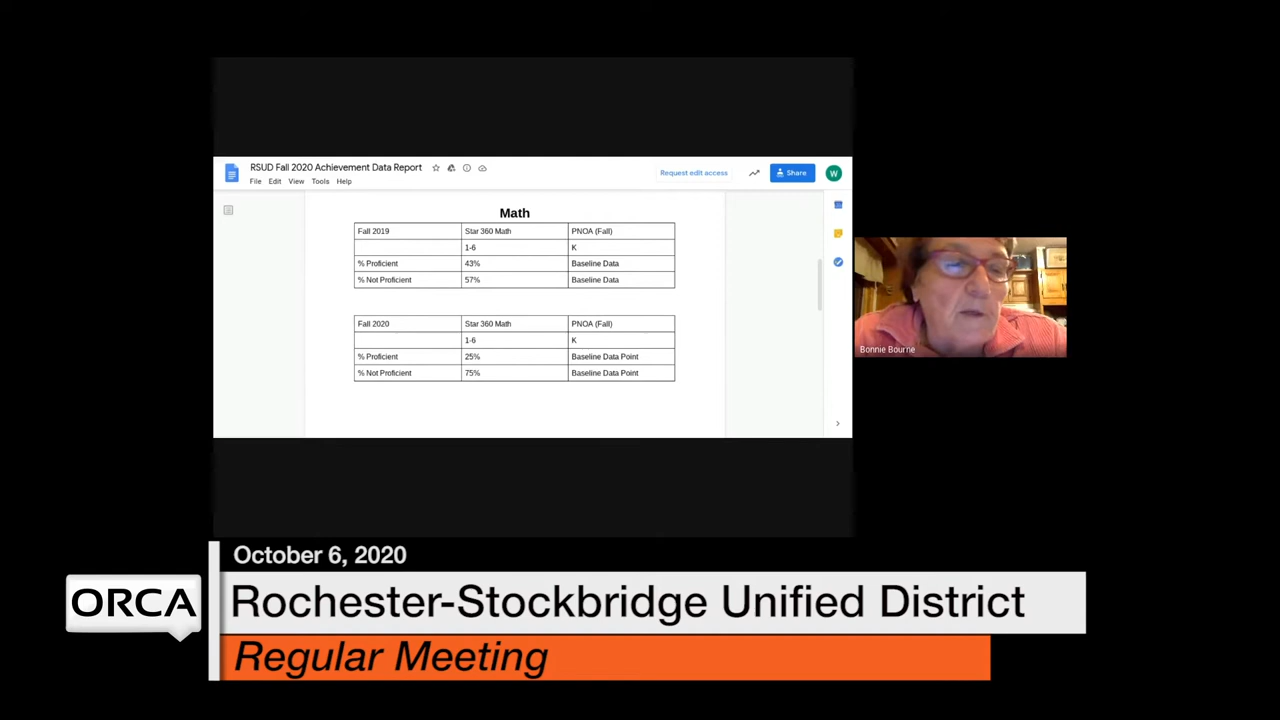 RSUD Fall 2020 Achievement Data Report
File Edit View Tools Help
Request edit access
Share
W
Math
Fall 2019 Star 360 Math PNOA (Fall)
1-6 K
% Proficient 43% Baseline Data
% Not Proficient 57% Baseline Data
Fall 2020 Star 360 Math PNOA (Fall)
1-6 K
% Proficient 25% Baseline Data Point
% Not Proficient 75% Baseline Data Point
Bonnie Bourne
October 6, 2020
ORCA
Rochester-Stockbridge Unified District
Regular Meeting